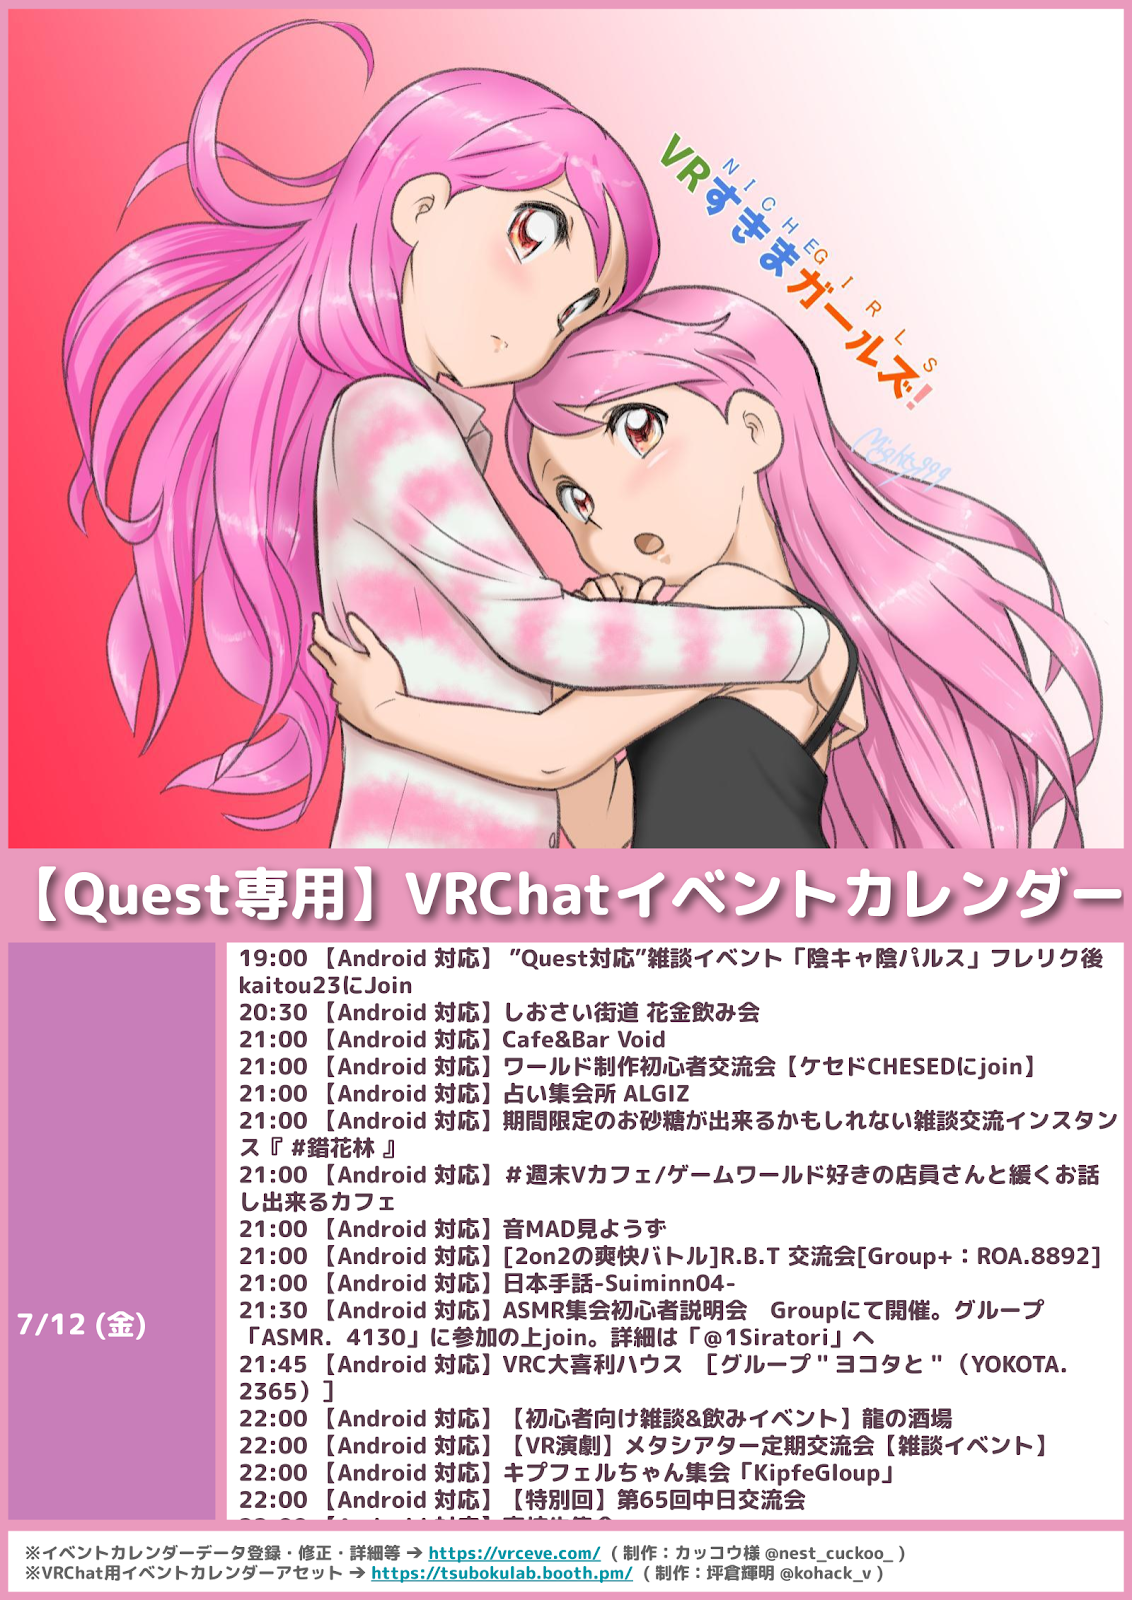 VRすきまガールズ!
NICHE GIRLS
Mighty999
【Quest専用】VRChatイベントカレンダー
7/12 (金)
19:00 【Android 対応】 ”Quest対応”雑談イベント「陰キャ陰パルス」フレリク後
kaitou23にJoin
20:30 【Android 対応】しおさい街道 花金飲み会
21:00 【Android 対応】Cafe&Bar Void
21:00 【Android 対応】ワールド制作初心者交流会【ケセドCHESEDにjoin】
21:00 【Android 対応】占い集会所 ALGIZ
21:00 【Android 対応】期間限定のお砂糖が出来るかもしれない雑談交流インスタン
ス『 #錯花林 』
21:00 【Android 対応】＃週末Vカフェ/ゲームワールド好きの店員さんと緩くお話
し出来るカフェ
21:00 【Android 対応】音MAD見ようず
21:00 【Android 対応】[2on2の爽快バトル]R.B.T 交流会[Group+：ROA.8892]
21:00 【Android 対応】日本手話-Suiminn04-
21:30 【Android 対応】ASMR集会初心者説明会　Groupにて開催。グループ
「ASMR．4130」に参加の上join。詳細は「＠1Siratori」へ
21:45 【Android 対応】VRC大喜利ハウス　[グループ＂ヨコタと＂（YOKOTA.
2365）]
22:00 【Android 対応】【初心者向け雑談&飲みイベント】龍の酒場
22:00 【Android 対応】【VR演劇】メタシアター定期交流会【雑談イベント】
22:00 【Android 対応】キプフェルちゃん集会「KipfeGloup」
22:00 【Android 対応】【特別回】第65回中日交流会
※イベントカレンダーデータ登録・修正・詳細等 → https://vrceve.com/ ( 制作：カッコウ様 @nest_cuckoo_ )
※VRChat用イベントカレンダーアセット → https://tsubokulab.booth.pm/ ( 制作：坪倉輝明 @kohack_v )